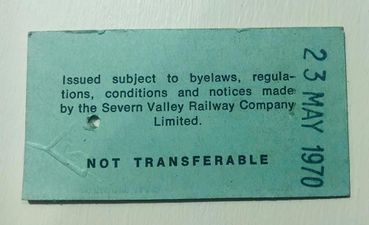 Issued subject to byelaws, regula-
tions, conditions and notices made
by the Severn Valley Railway Company
Limited.
NOT TRANSFERABLE
23 MAY 1970